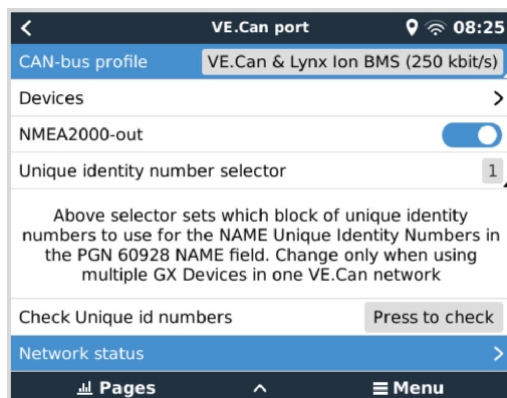 VE.Can port 08:25
CAN-bus profile VE.Can & Lynx Ion BMS (250 kbit/s)
Devices
NMEA2000-out
Unique identity number selector 1
Above selector sets which block of unique identity
numbers to use for the NAME Unique Identity Numbers in
the PGN 60928 NAME field. Change only when using
multiple GX Devices in one VE.Can network
Check Unique id numbers Press to check
Network status
Pages Menu